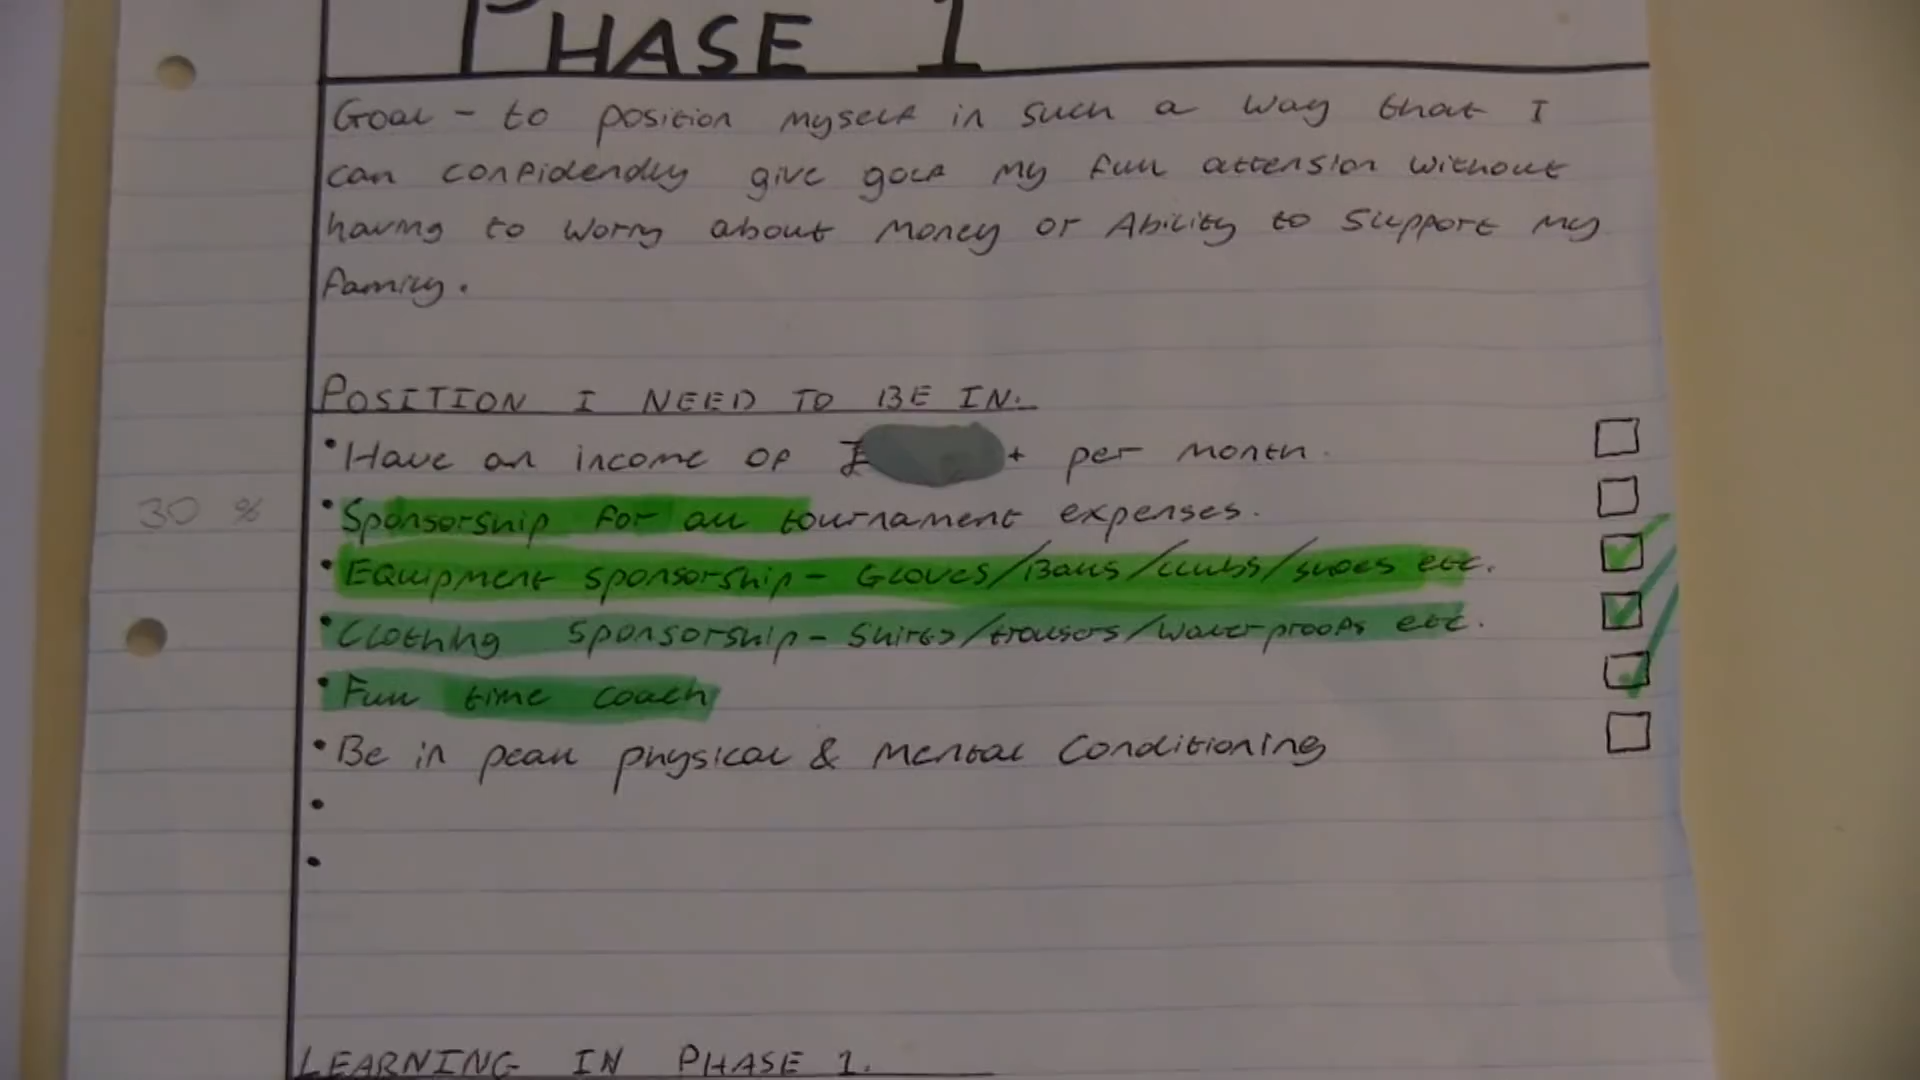 PHASE 1
Goal - to position myself in such a way that I
can confidendly give golf my full attension without
having to worry about money or Ability to support my
family.
POSITION I NEED TO BE IN.
• Have an income of £ + per month.
30 % • Sponsorship for all tournament expenses.
• Equipment sponsorship - Gloves/Balls/clubs/shoes etc.
• Clothing sponsorship - Shirts/trousers/waterproofs etc.
• Full time coach
• Be in peak physical & mental conditioning
•
•
LEARNING IN PHASE 1.